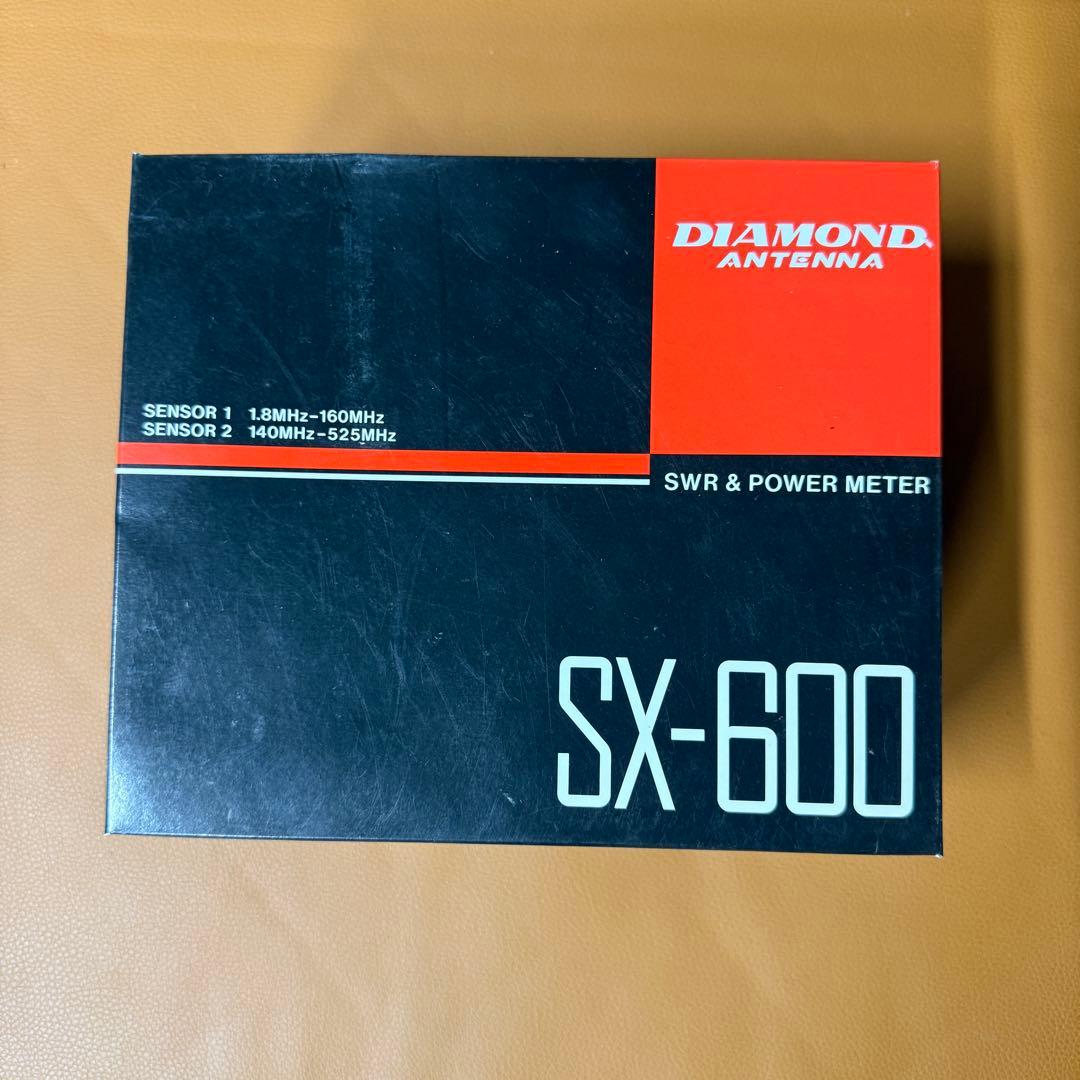 DIAMOND
ANTENNA
SENSOR 1 1.8MHz-160MHz
SENSOR 2 140MHz-525MHz
SWR & POWER METER
SX-600